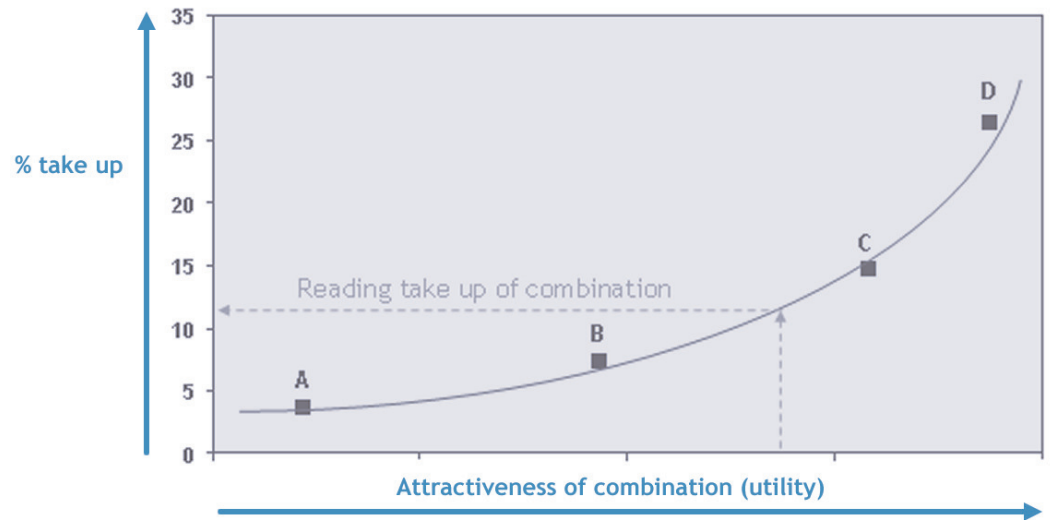 35
30
25
20
15
10
5
0
% take up
D
C
Reading take up of combination
B
A
Attractiveness of combination (utility)